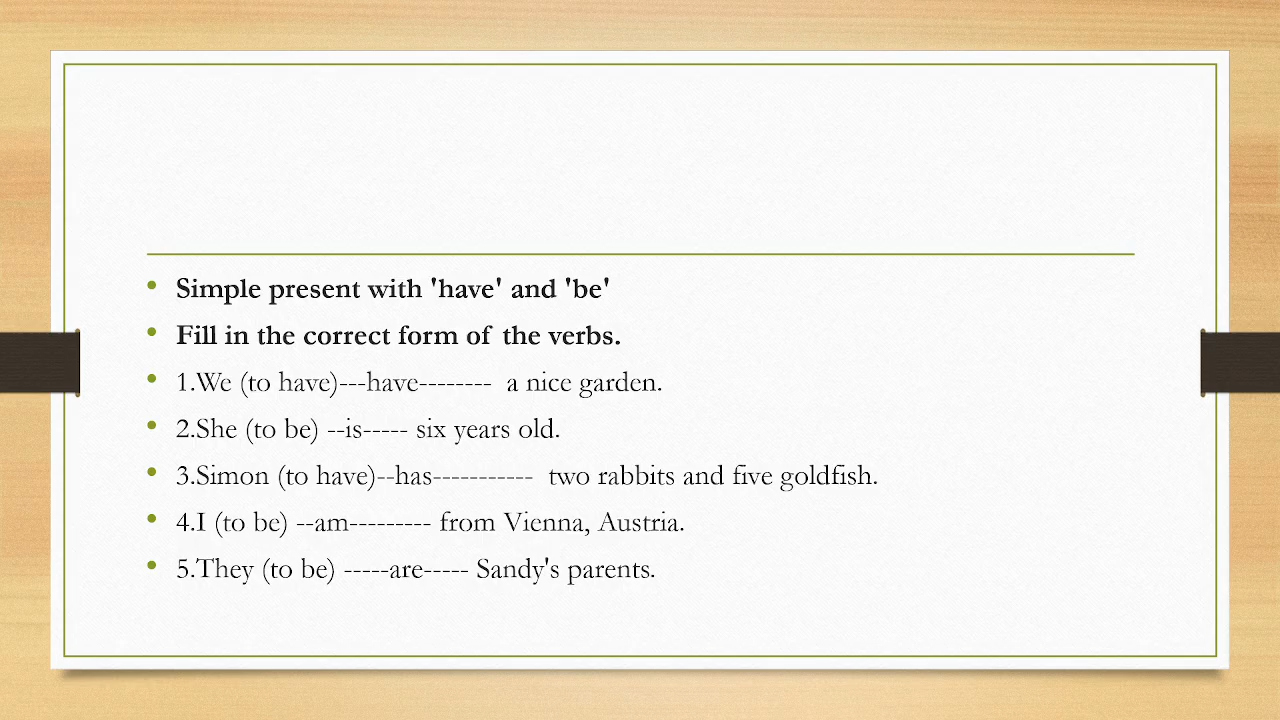 • Simple present with 'have' and 'be'
• Fill in the correct form of the verbs.
• 1.We (to have)---have-------- a nice garden.
• 2.She (to be) --is----- six years old.
• 3.Simon (to have)--has----------- two rabbits and five goldfish.
• 4.I (to be) --am--------- from Vienna, Austria.
• 5.They (to be) -----are----- Sandy's parents.